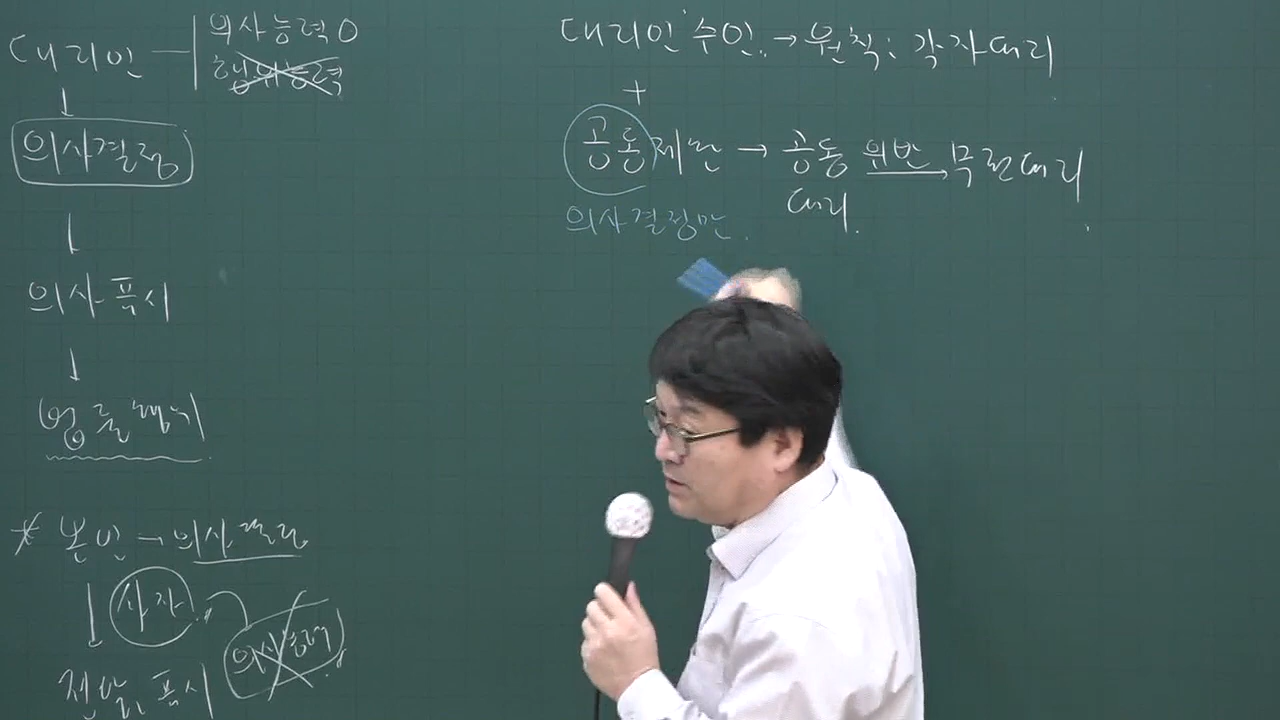 대리인 — 의사능력 O
행위능력
↓
의사결정
↓
의사표시
↓
법률행위
* 본인 → 의사결정
↓ 사자 의사능력
전달, 표시
대리인 수인 → 원칙: 각자대리
+
공동제한 → 공동대리 위반 → 무권대리
의사결정만